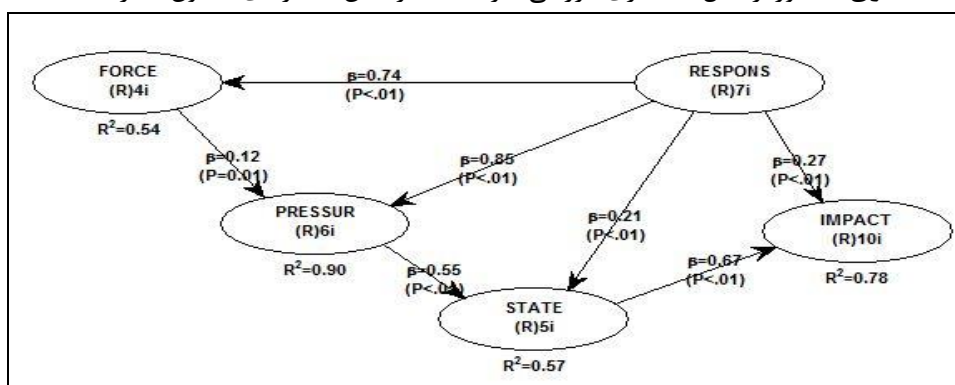 FORCE
(R)4i
R²=0.54
RESPONS
(R)7i
β=0.74
(P<.01)
β=0.12
(P=0.01)
β=0.85
(P<.01)
β=0.27
(P<.01)
PRESSUR
(R)6i
R²=0.90
β=0.21
(P<.01)
IMPACT
(R)10i
R²=0.78
β=0.55
(P<.01)
β=0.67
(P<.01)
STATE
(R)5i
R²=0.57